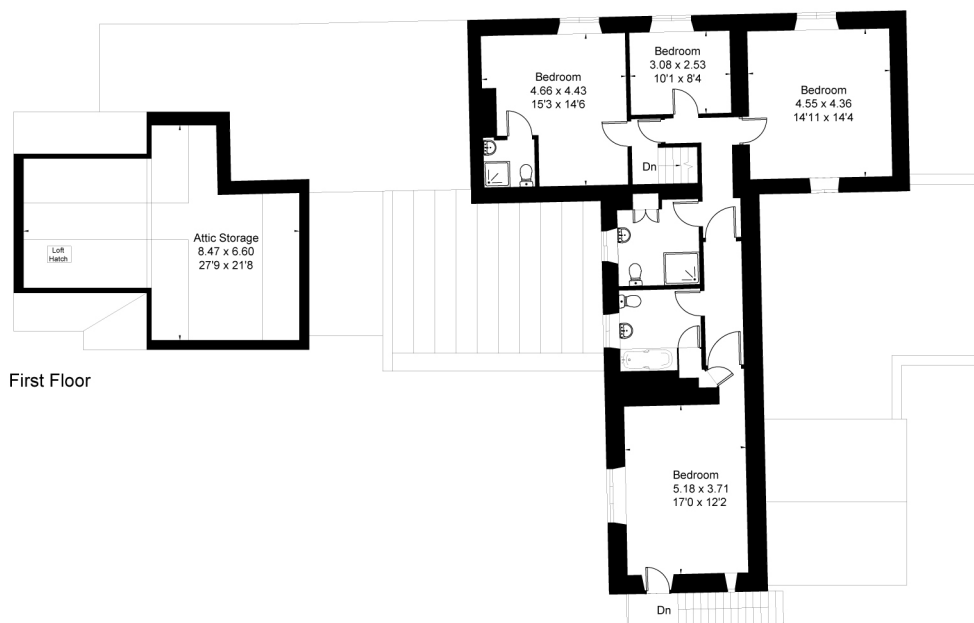 Bedroom
4.66 x 4.43
15'3 x 14'6
Bedroom
3.08 x 2.53
10'1 x 8'4
Bedroom
4.55 x 4.36
14'11 x 14'4
Dn
Attic Storage
8.47 x 6.60
27'9 x 21'8
Loft
Hatch
First Floor
Bedroom
5.18 x 3.71
17'0 x 12'2
Dn